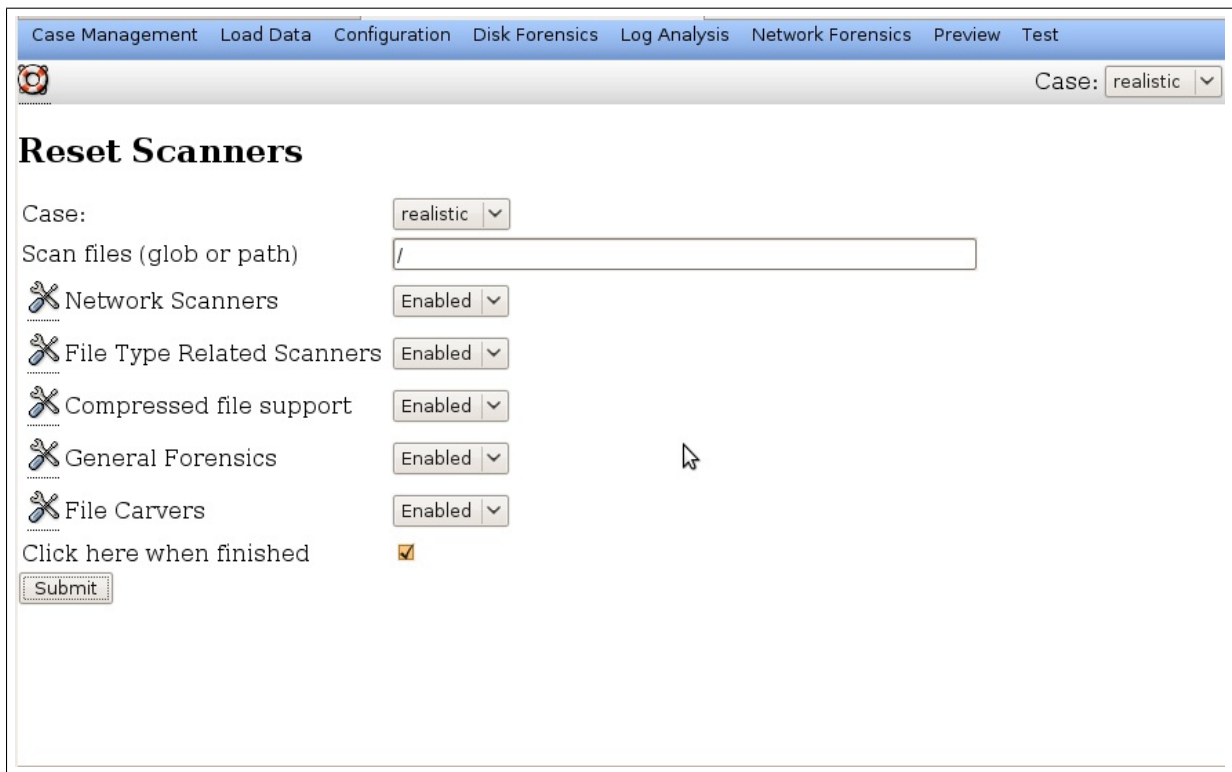 Case Management Load Data Configuration Disk Forensics Log Analysis Network Forensics Preview Test
Case: realistic
Reset Scanners
Case: realistic
Scan files (glob or path) /
Network Scanners Enabled
File Type Related Scanners Enabled
Compressed file support Enabled
General Forensics Enabled
File Carvers Enabled
Click here when finished
Submit